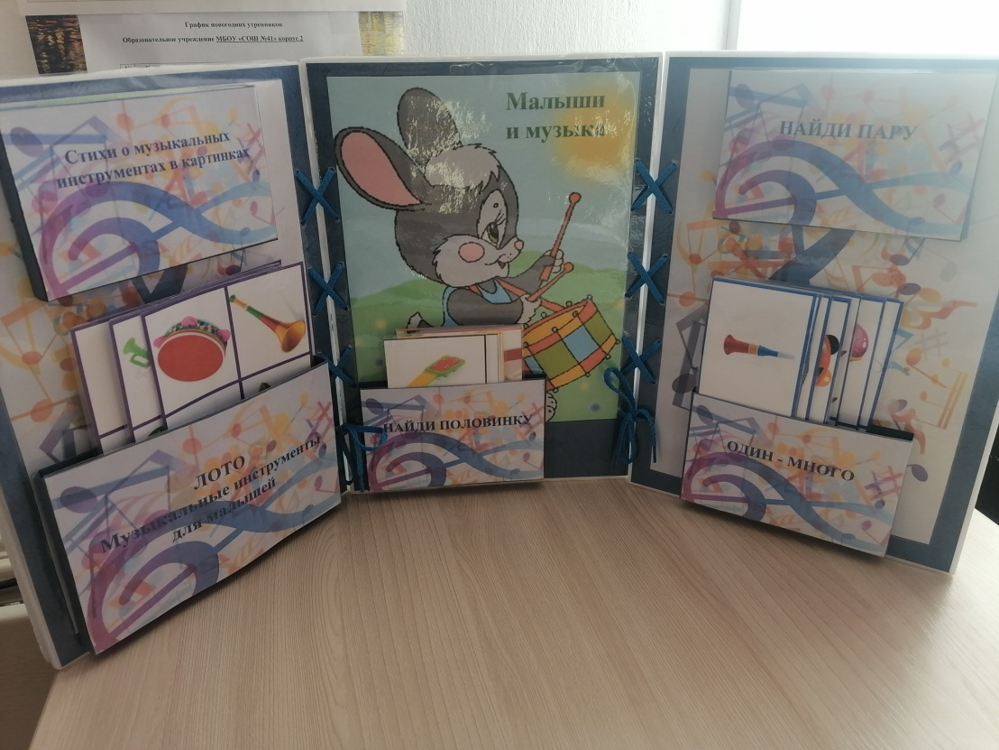 График новогодних утренников
Образовательное учреждение МБОУ «СОШ №41» корпус 2
Стихи о музыкальных
инструментах в картинках
ЛОТО
Музыкальные инструменты
для малышей
Малыши
и музыка
НАЙДИ ПОЛОВИНКУ
НАЙДИ ПАРУ
ОДИН - МНОГО